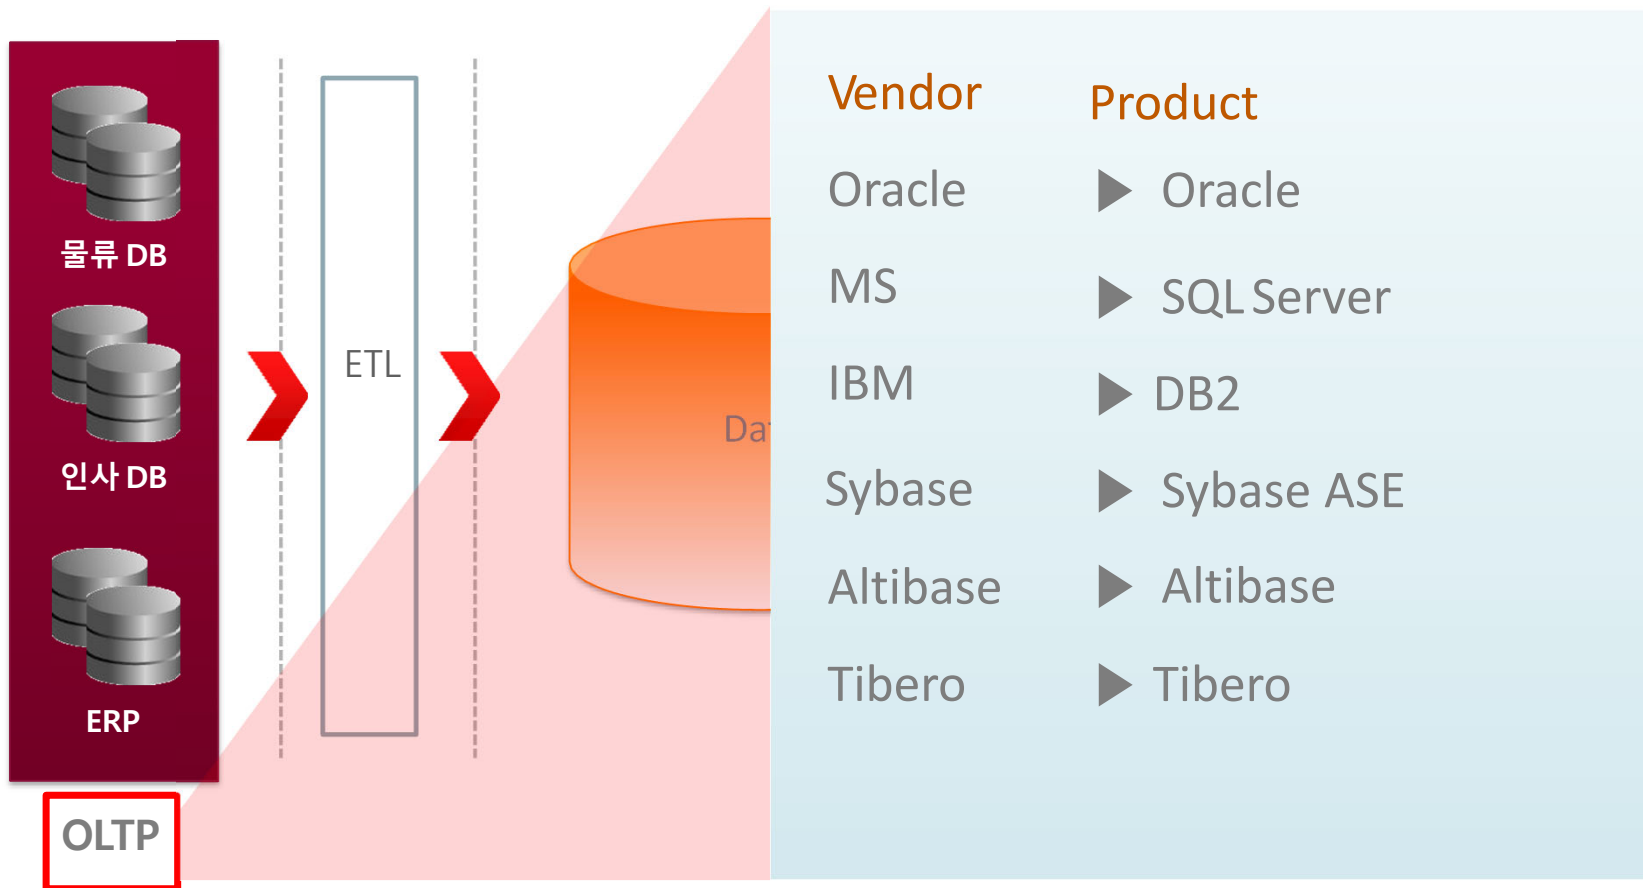 물류 DB
인사 DB
ERP
OLTP
ETL
Vendor Product
Oracle ▶ Oracle
MS ▶ SQL Server
IBM ▶ DB2
Sybase ▶ Sybase ASE
Altibase ▶ Altibase
Tibero ▶ Tibero